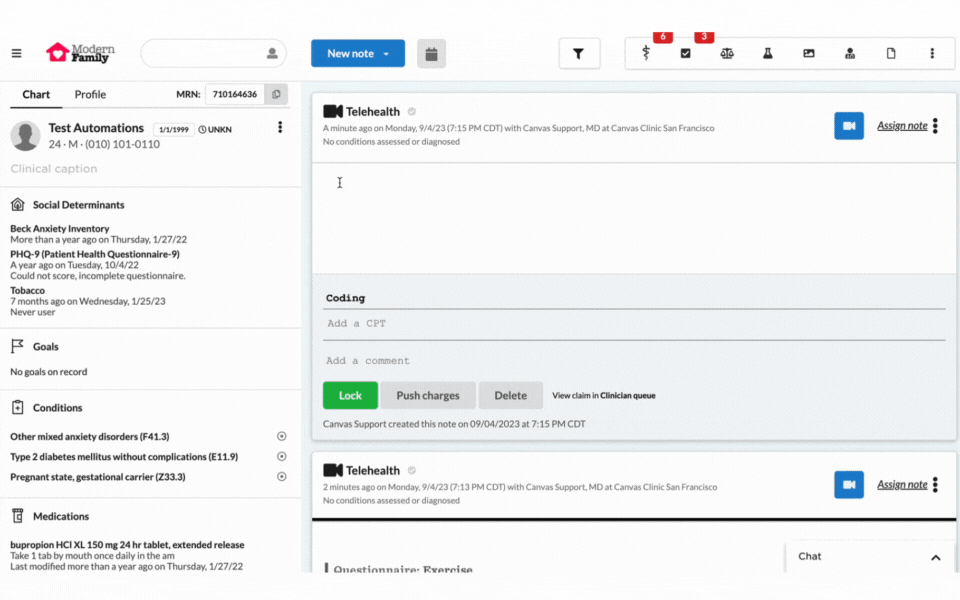 Modern
Family
New note
6
3
Chart Profile MRN: 710164636
Test Automations 1/1/1999 UNKN
24 · M · (010) 101-0110
Clinical caption
Social Determinants
Beck Anxiety Inventory
More than a year ago on Thursday, 1/27/22
PHQ-9 (Patient Health Questionnaire-9)
A year ago on Tuesday, 10/4/22
Could not score, incomplete questionnaire.
Tobacco
7 months ago on Wednesday, 1/25/23
Never user
Goals
No goals on record
Conditions
Other mixed anxiety disorders (F41.3)
Type 2 diabetes mellitus without complications (E11.9)
Pregnant state, gestational carrier (Z33.3)
Medications
bupropion HCl XL 150 mg 24 hr tablet, extended release
Take 1 tab by mouth once daily in the am
Last modified more than a year ago on Thursday, 1/27/22
Telehealth
A minute ago on Monday, 9/4/23 (7:15 PM CDT) with Canvas Support, MD at Canvas Clinic San Francisco
No conditions assessed or diagnosed
Assign note
Coding
Add a CPT
Add a comment
Lock Push charges Delete View claim in Clinician queue
Canvas Support created this note on 09/04/2023 at 7:15 PM CDT
Telehealth
2 minutes ago on Monday, 9/4/23 (7:13 PM CDT) with Canvas Support, MD at Canvas Clinic San Francisco
No conditions assessed or diagnosed
Assign note
Questionnaire: Exercise
Chat